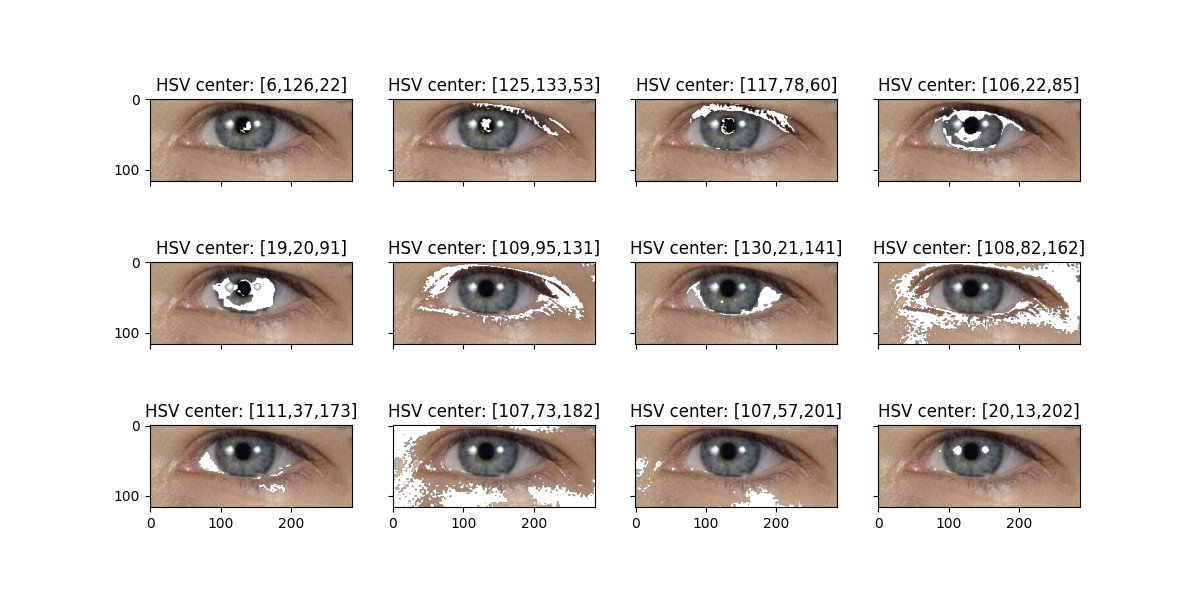 HSV center: [6,126,22] HSV center: [125,133,53] HSV center: [117,78,60] HSV center: [106,22,85]
0
100
HSV center: [19,20,91] HSV center: [109,95,131] HSV center: [130,21,141] HSV center: [108,82,162]
0
100
HSV center: [111,37,173] HSV center: [107,73,182] HSV center: [107,57,201] HSV center: [20,13,202]
0
100
0 100 200 0 100 200 0 100 200 0 100 200